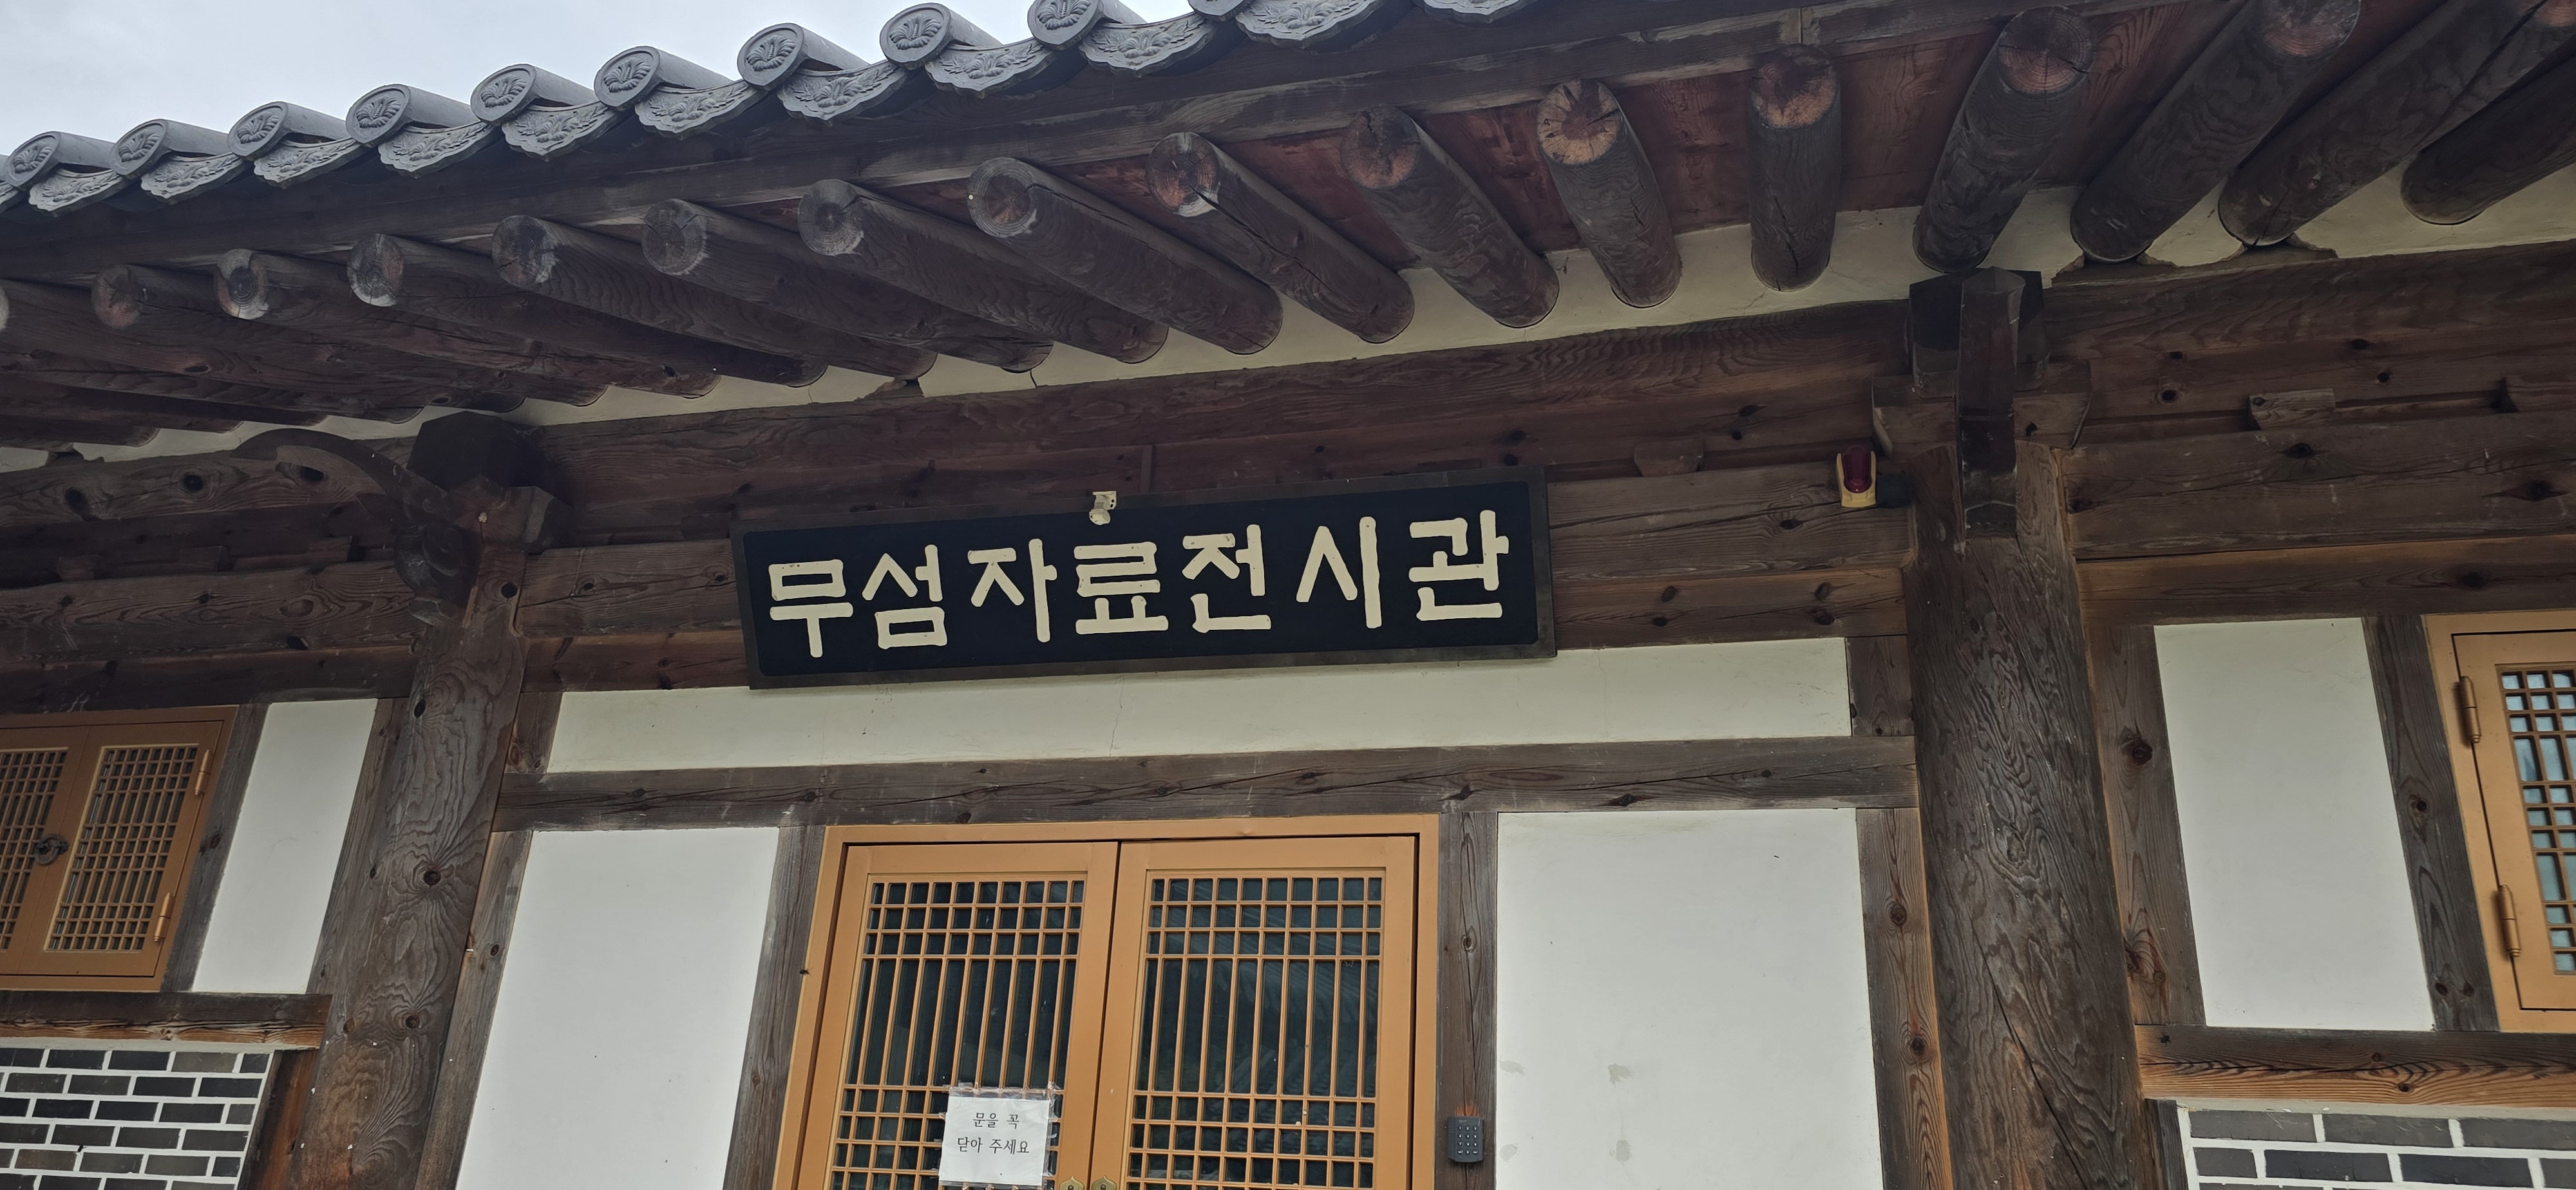 무섬자료전시관
문을 꼭
닫아 주세요